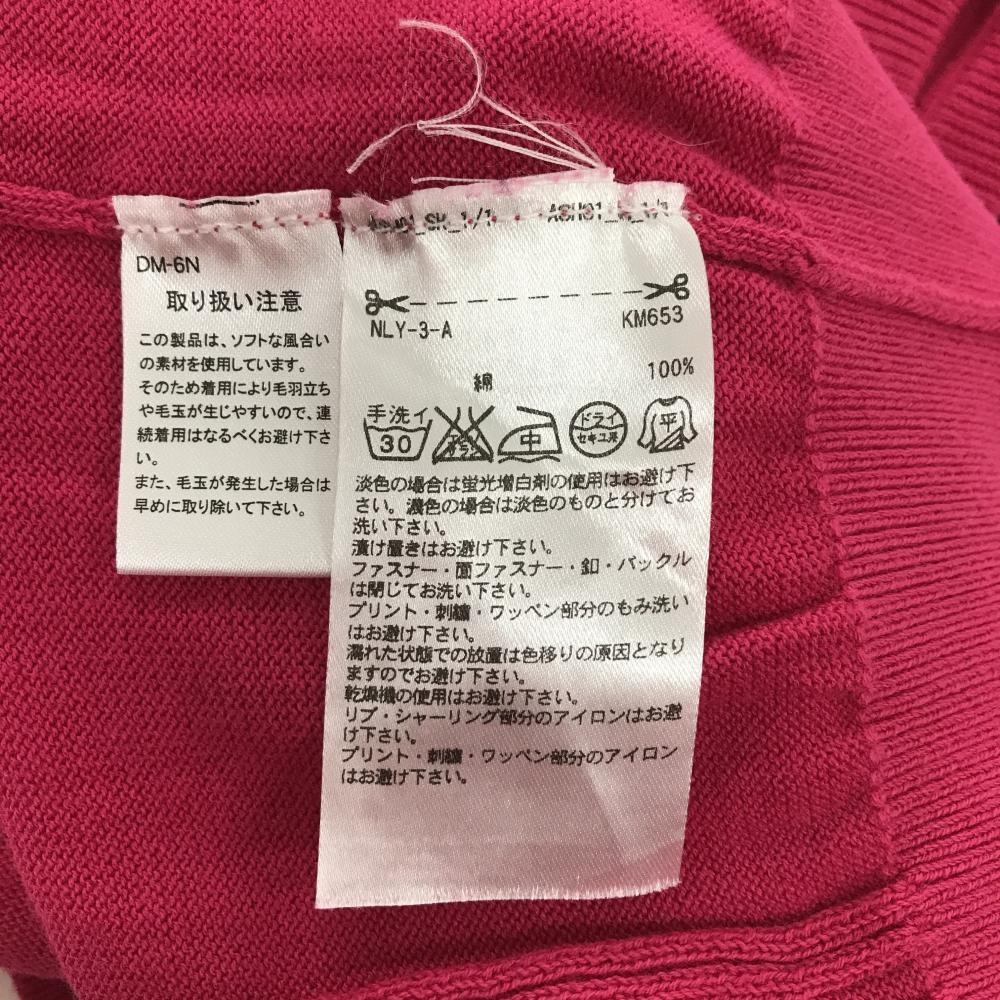 DM-6N
取り扱い注意
この製品は、ソフトな風合い
の素材を使用しています。
そのため着用により毛羽立ち
や毛玉が生じやすいので、連
続着用はなるべくお避け下さ
い。
また、毛玉が発生した場合は
早めに取り除いて下さい。
NLY-3-A KM653
綿 100%
手洗イ
30
中
ドライ
セキユ系
平
淡色の場合は蛍光増白剤の使用はお避け下
さい。濃色の場合は淡色のものと分けてお
洗い下さい。
漬け置きはお避け下さい。
ファスナー・面ファスナー・釦・バックル
は閉じてお洗い下さい。
プリント・刺繍・ワッペン部分のもみ洗い
はお避け下さい。
濡れた状態での放置は色移りの原因となり
ますのでお避け下さい。
乾燥機の使用はお避け下さい。
リブ・シャーリング部分のアイロンはお避
け下さい。
プリント・刺繍・ワッペン部分のアイロン
はお避け下さい。